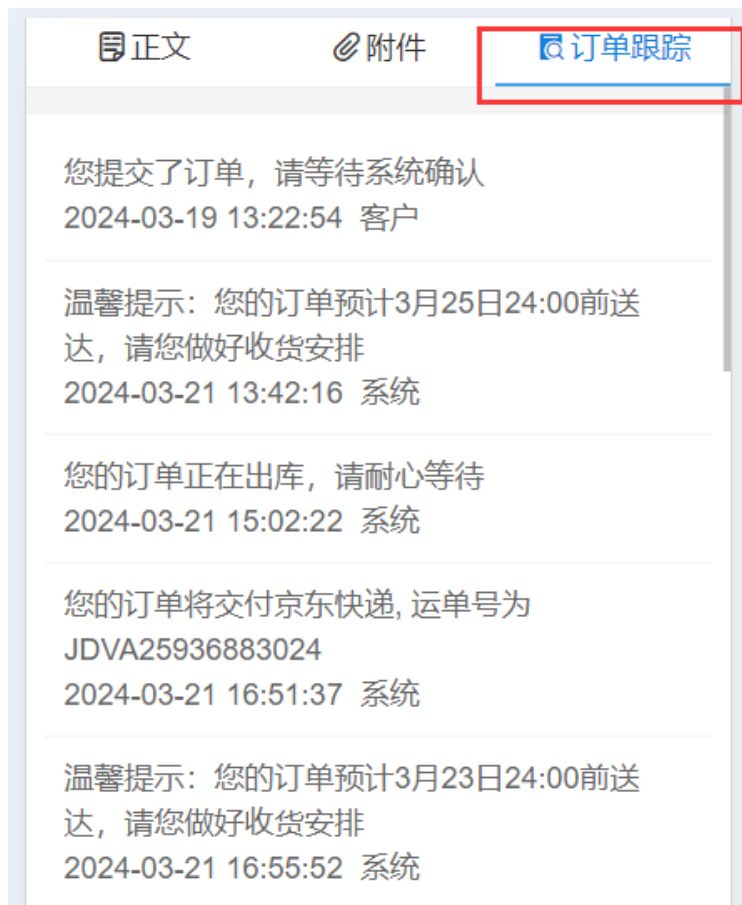 正文 附件 订单跟踪
您提交了订单，请等待系统确认
2024-03-19 13:22:54 客户
温馨提示：您的订单预计3月25日24:00前送
达，请您做好收货安排
2024-03-21 13:42:16 系统
您的订单正在出库，请耐心等待
2024-03-21 15:02:22 系统
您的订单将交付京东快递, 运单号为
JDVA25936883024
2024-03-21 16:51:37 系统
温馨提示：您的订单预计3月23日24:00前送
达，请您做好收货安排
2024-03-21 16:55:52 系统